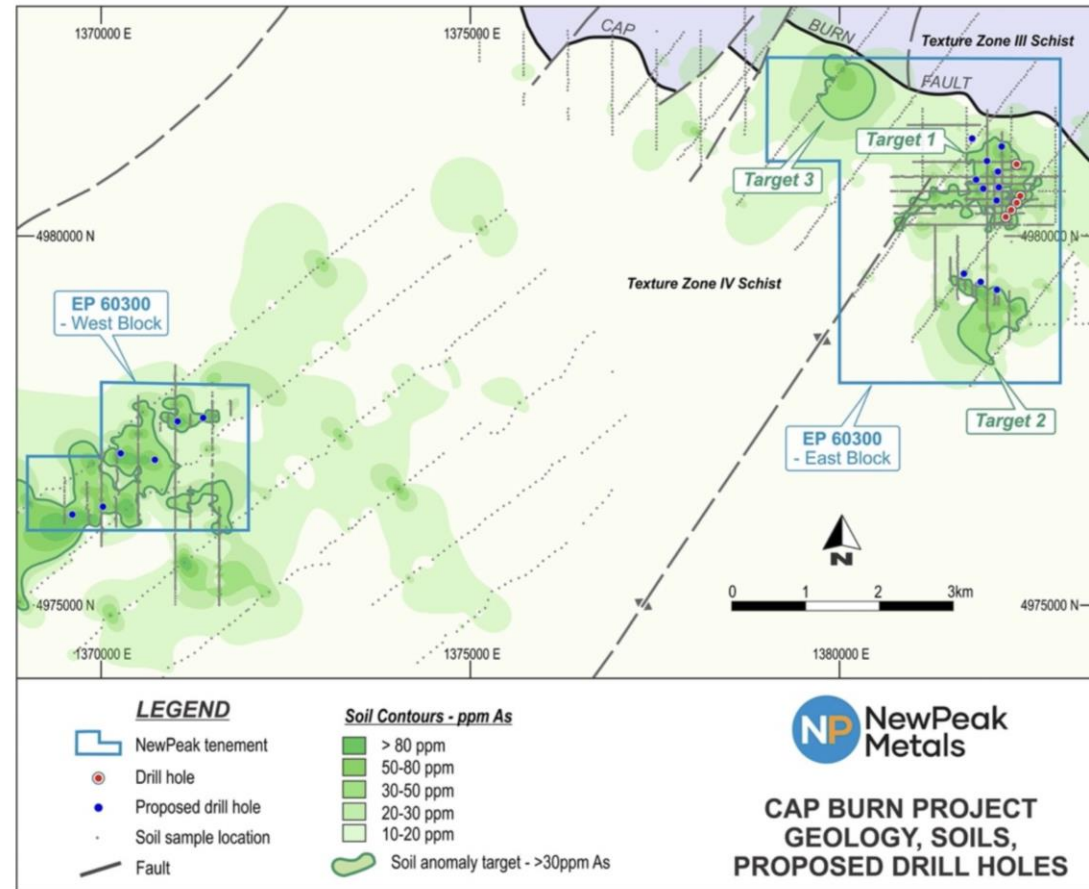 1370000 E
1375000 E
1380000 E
CAP
BURN
FAULT
Texture Zone III Schist
Target 1
Target 3
4980000 N
4980000 N
Texture Zone IV Schist
EP 60300
- West Block
Target 2
EP 60300
- East Block
N
0 1 2 3km
4975000 N
4975000 N
1370000 E
1375000 E
1380000 E
LEGEND
NewPeak tenement
Drill hole
Proposed drill hole
Soil sample location
Fault
Soil Contours - ppm As
> 80 ppm
50-80 ppm
30-50 ppm
20-30 ppm
10-20 ppm
Soil anomaly target - >30ppm As
NP
NewPeak
Metals
CAP BURN PROJECT
GEOLOGY, SOILS,
PROPOSED DRILL HOLES